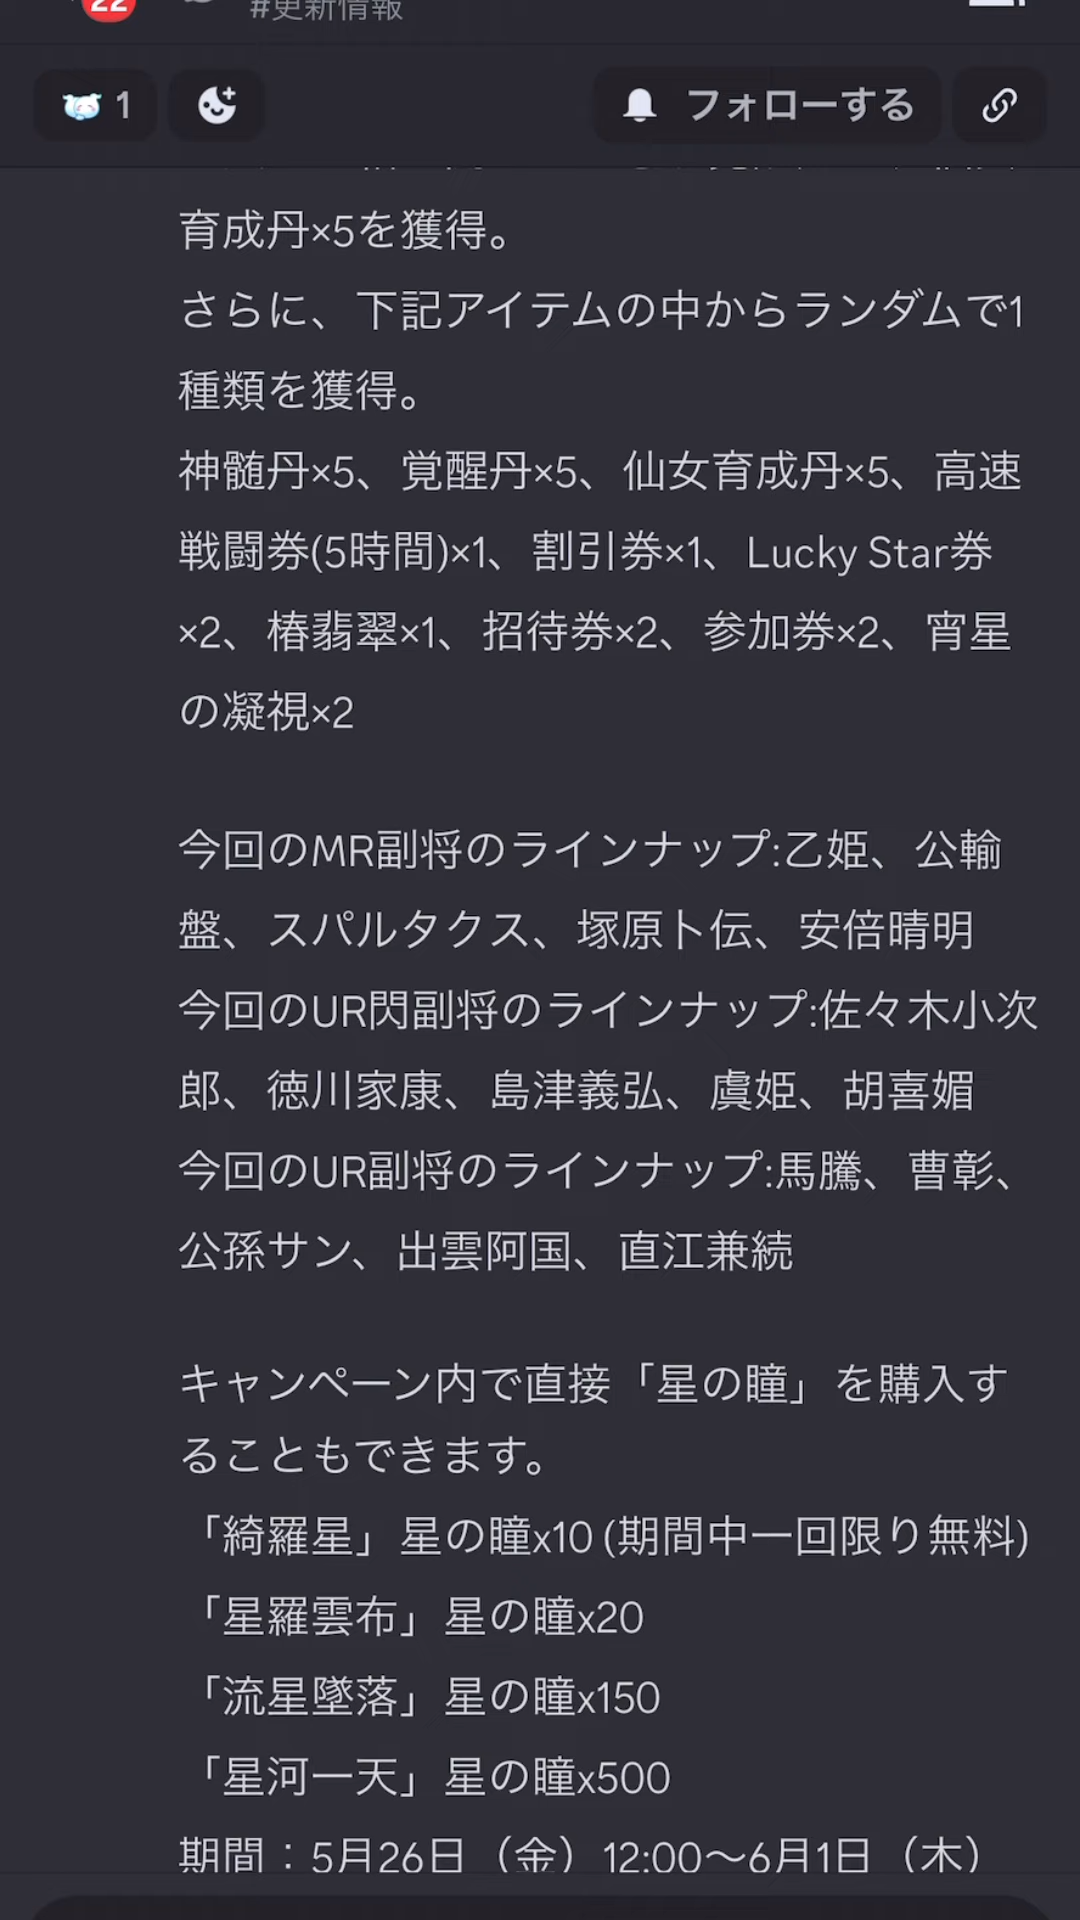 22
#更新情報
1
フォローする
育成丹×5を獲得。
さらに、下記アイテムの中からランダムで1
種類を獲得。
神髄丹×5、覚醒丹×5、仙女育成丹×5、高速
戦闘券(5時間)×1、割引券×1、Lucky Star券
×2、椿翡翠×1、招待券×2、参加券×2、宵星
の凝視×2
今回のMR副将のラインナップ:乙姫、公輸
盤、スパルタクス、塚原卜伝、安倍晴明
今回のUR閃副将のラインナップ:佐々木小次
郎、徳川家康、島津義弘、虞姫、胡喜媚
今回のUR副将のラインナップ:馬騰、曹彰、
公孫サン、出雲阿国、直江兼続
キャンペーン内で直接「星の瞳」を購入す
ることもできます。
「綺羅星」星の瞳x10 (期間中一回限り無料)
「星羅雲布」星の瞳x20
「流星墜落」星の瞳x150
「星河一天」星の瞳x500
期間：5月26日（金）12:00〜6月1日（木）